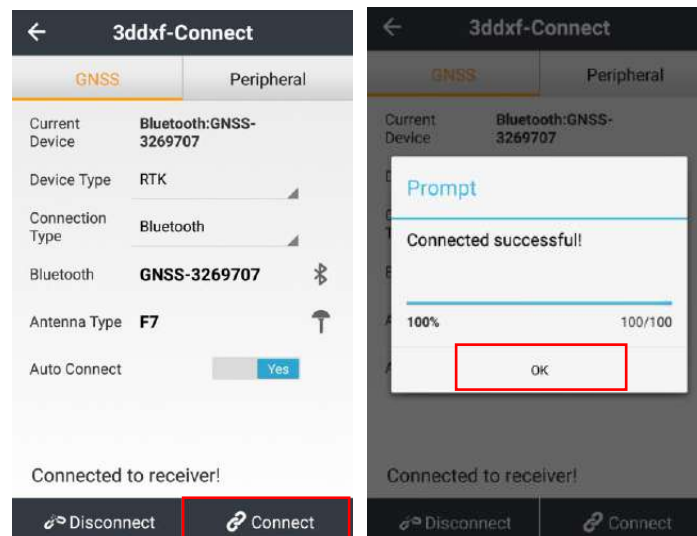 3ddxf-Connect
GNSS Peripheral
Current Device Bluetooth:GNSS-3269707
Device Type RTK
Connection Type Bluetooth
Bluetooth GNSS-3269707
Antenna Type F7
Auto Connect Yes
Connected to receiver!
Disconnect Connect
3ddxf-Connect
GNSS Peripheral
Current Device Bluetooth:GNSS-3269707
Prompt
Connected successful!
100% 100/100
OK
Connected to receiver!
Disconnect Connect